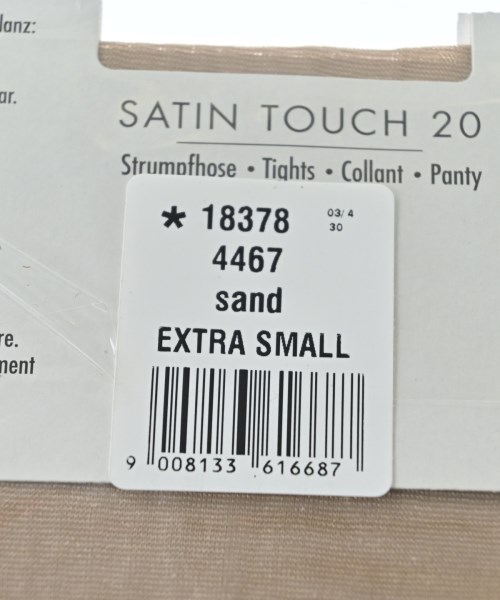 lanz:
ar.
SATIN TOUCH 20
Strumpfhose • Tights • Collant • Panty
* 18378
03/4
30
4467
sand
EXTRA SMALL
re.
ment
9 008133 616687